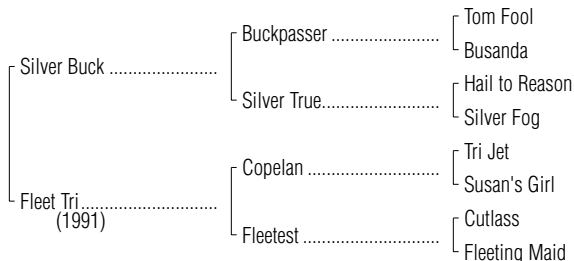 Tom Fool
Buckpasser ....................
Busanda
Silver Buck ....................
Hail to Reason
Silver True......................
Silver Fog
Tri Jet
Copelan ........................
Susan's Girl
Fleet Tri.........................
(1991)
Cutlass
Fleetest .........................
Fleeting Maid